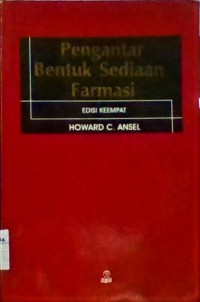 Pengantar
Bentuk Sediaan
Farmasi
EDISI KEEMPAT
HOWARD C. ANSEL